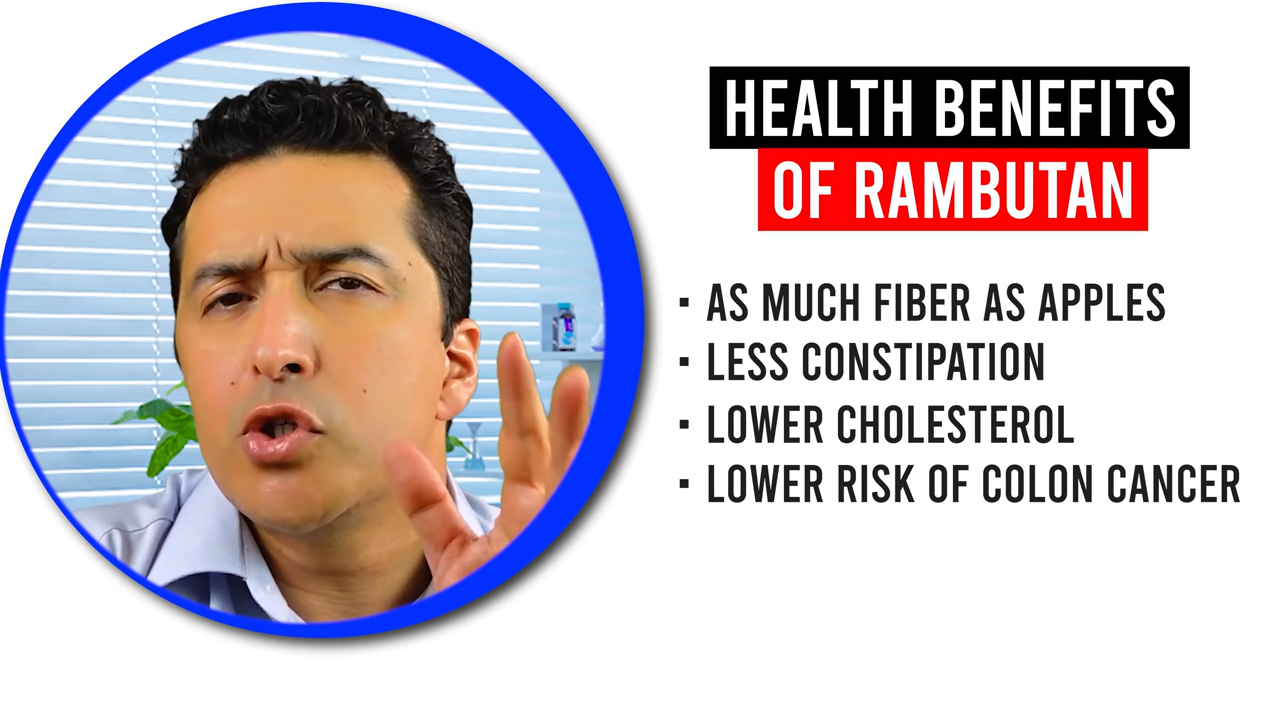 HEALTH BENEFITS
OF RAMBUTAN
▪ AS MUCH FIBER AS APPLES
▪ LESS CONSTIPATION
▪ LOWER CHOLESTEROL
▪ LOWER RISK OF COLON CANCER